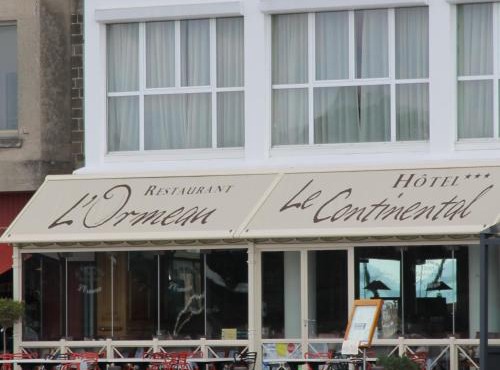 RESTAURANT
L'Ormeau
HÔTEL***
Le Continental